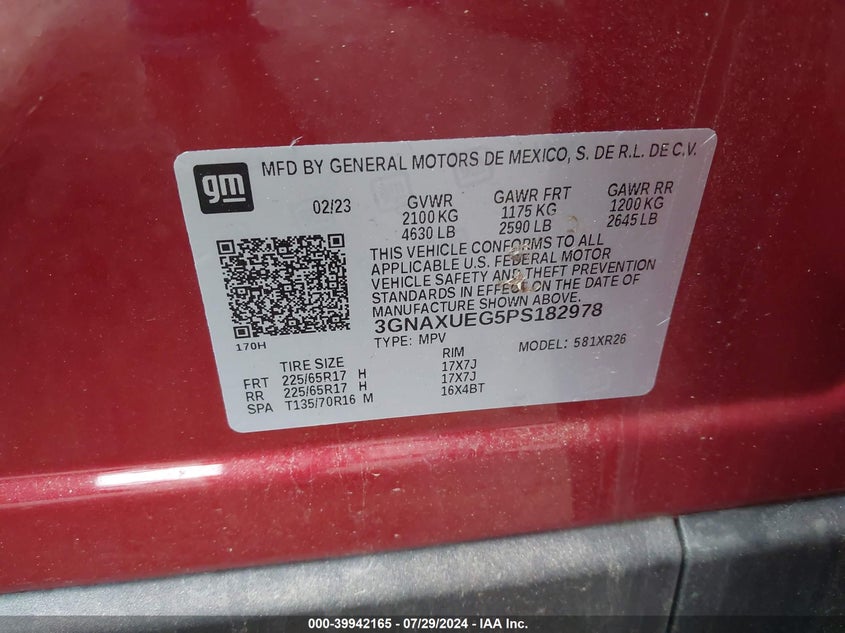 gm
MFD BY GENERAL MOTORS DE MEXICO, S. DE R.L. DE C.V.
02/23 GVWR GAWR FRT GAWR RR
2100 KG 1175 KG 1200 KG
4630 LB 2590 LB 2645 LB
THIS VEHICLE CONFORMS TO ALL
APPLICABLE U.S. FEDERAL MOTOR
VEHICLE SAFETY AND THEFT PREVENTION
STANDARDS IN EFFECT ON THE DATE OF
MANUFACTURE SHOWN ABOVE.
3GNAXUEG5PS182978
170H
TYPE: MPV MODEL: 581XR26
TIRE SIZE RIM
FRT 225/65R17 H 17X7J
RR 225/65R17 H 17X7J
SPA T135/70R16 M 16X4BT
000-39942165 - 07/29/2024 - IAA Inc.